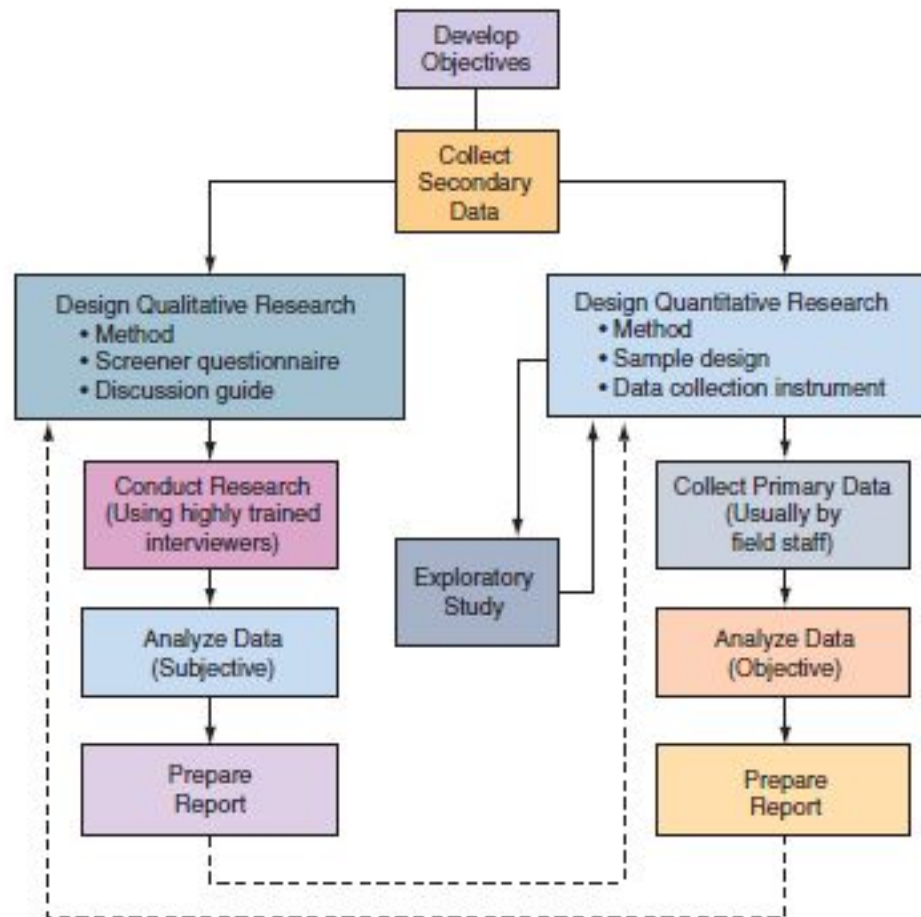 Develop
Objectives
Collect
Secondary
Data
Design Qualitative Research
• Method
• Screener questionnaire
• Discussion guide
Design Quantitative Research
• Method
• Sample design
• Data collection instrument
Conduct Research
(Using highly trained
interviewers)
Collect Primary Data
(Usually by
field staff)
Exploratory
Study
Analyze Data
(Subjective)
Analyze Data
(Objective)
Prepare
Report
Prepare
Report